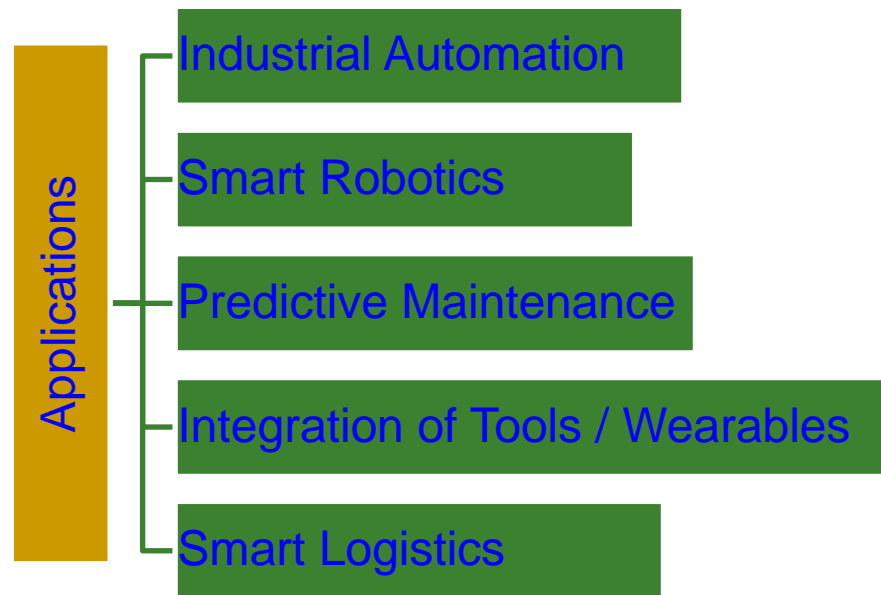 Applications
Industrial Automation
Smart Robotics
Predictive Maintenance
Integration of Tools / Wearables
Smart Logistics